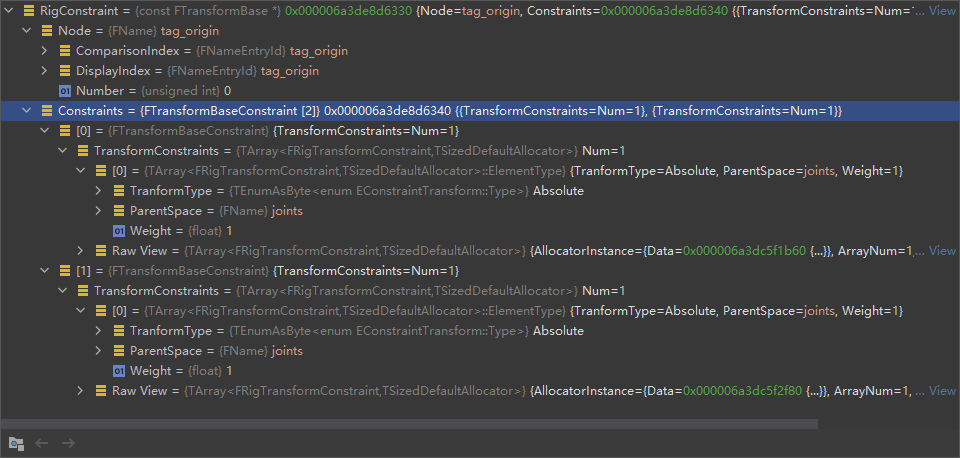 RigConstraint = {const FTransformBase *} 0x000006a3de8d6330 {Node=tag_origin, Constraints=0x000006a3de8d6340 {{TransformConstraints=Num=1... View
Node = {FName} tag_origin
ComparisonIndex = {FNameEntryId} tag_origin
DisplayIndex = {FNameEntryId} tag_origin
01 Number = {unsigned int} 0
Constraints = {FTransformBaseConstraint [2]} 0x000006a3de8d6340 {{TransformConstraints=Num=1}, {TransformConstraints=Num=1}}
[0] = {FTransformBaseConstraint} {TransformConstraints=Num=1}
TransformConstraints = {TArray<FRigTransformConstraint,TSizedDefaultAllocator>} Num=1
[0] = {TArray<FRigTransformConstraint,TSizedDefaultAllocator>::ElementType} {TranformType=Absolute, ParentSpace=joints, Weight=1}
TranformType = {TEnumAsByte<enum EConstraintTransform::Type>} Absolute
ParentSpace = {FName} joints
01 Weight = {float} 1
Raw View = {TArray<FRigTransformConstraint,TSizedDefaultAllocator>} {AllocatorInstance={Data=0x000006a3dc5f1b60 {...}}, ArrayNum=1,... View
[1] = {FTransformBaseConstraint} {TransformConstraints=Num=1}
TransformConstraints = {TArray<FRigTransformConstraint,TSizedDefaultAllocator>} Num=1
[0] = {TArray<FRigTransformConstraint,TSizedDefaultAllocator>::ElementType} {TranformType=Absolute, ParentSpace=joints, Weight=1}
TranformType = {TEnumAsByte<enum EConstraintTransform::Type>} Absolute
ParentSpace = {FName} joints
01 Weight = {float} 1
Raw View = {TArray<FRigTransformConstraint,TSizedDefaultAllocator>} {AllocatorInstance={Data=0x000006a3dc5f2f80 {...}}, ArrayNum=1,... View